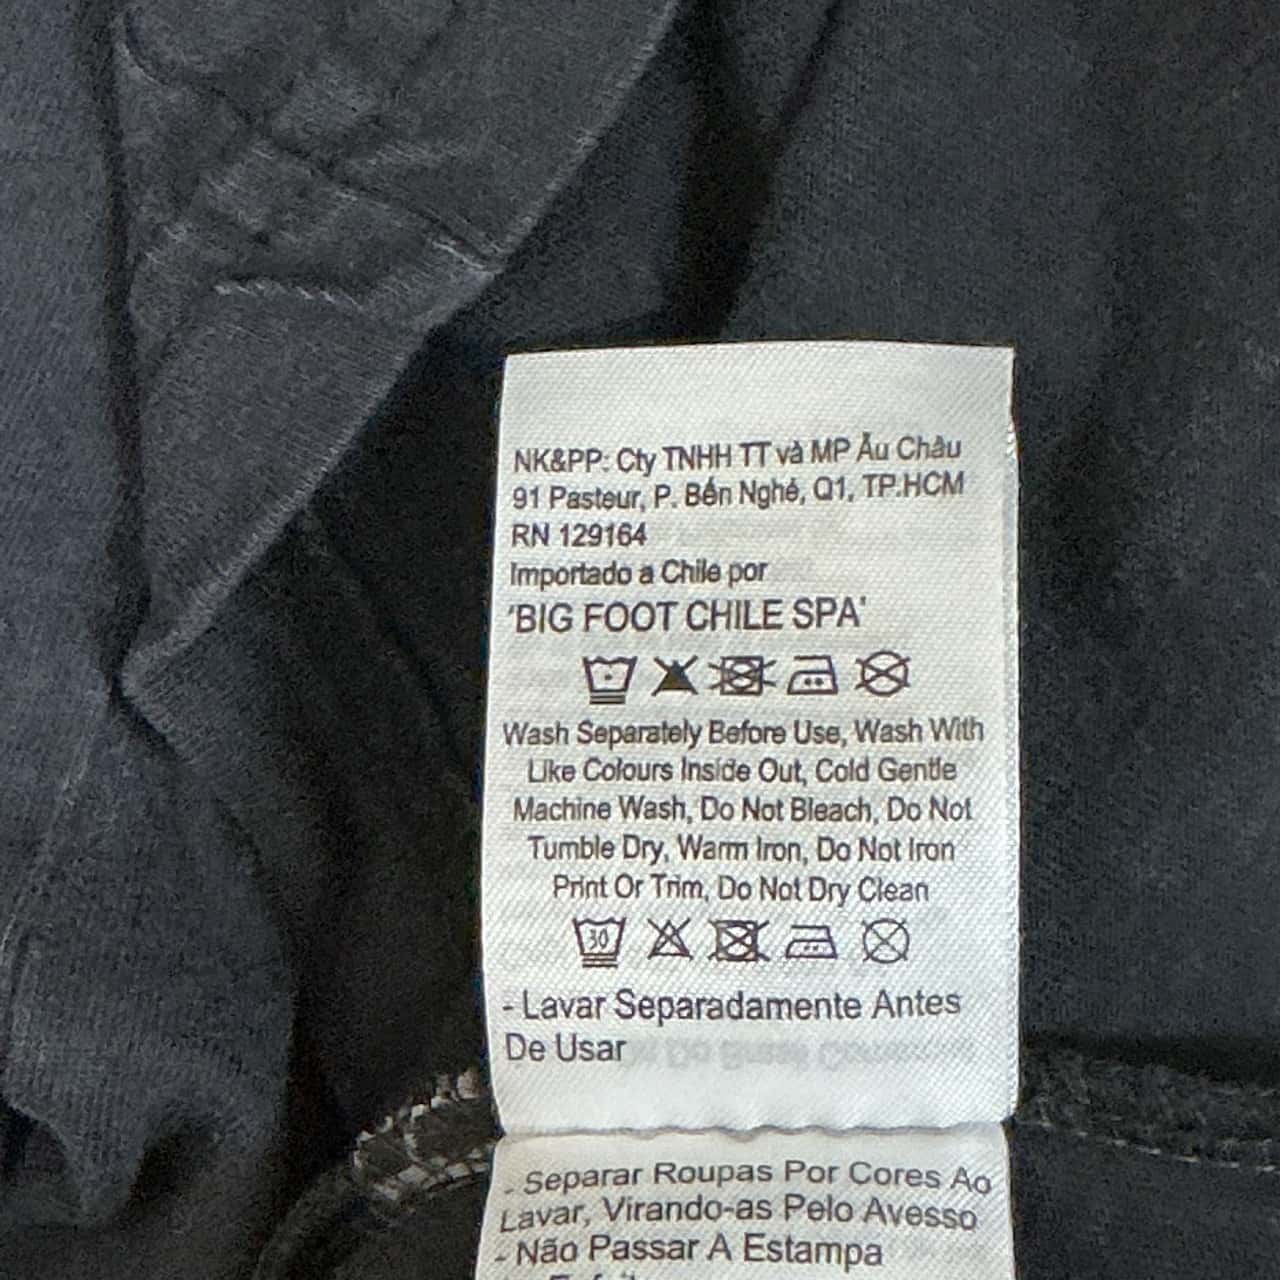 NK&PP: Cty TNHH TT và MP Âu Châu
91 Pasteur, P. Bến Nghé, Q1, TP.HCM
RN 129164
Importado a Chile por
'BIG FOOT CHILE SPA'
Wash Separately Before Use, Wash With
Like Colours Inside Out, Cold Gentle
Machine Wash, Do Not Bleach, Do Not
Tumble Dry, Warm Iron, Do Not Iron
Print Or Trim, Do Not Dry Clean
30
- Lavar Separadamente Antes
De Usar
- Separar Roupas Por Cores Ao
Lavar, Virando-as Pelo Avesso
- Não Passar A Estampa